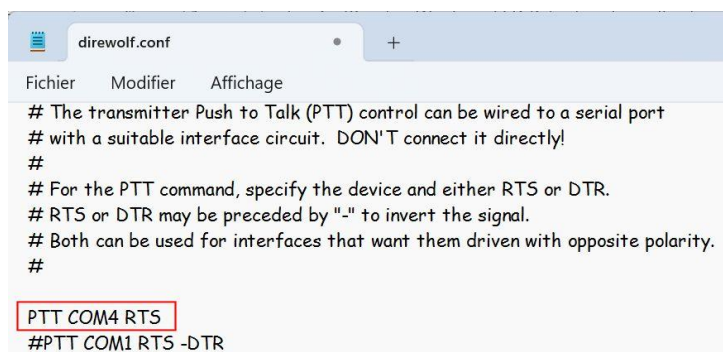 direwolf.conf
Fichier Modifier Affichage
# The transmitter Push to Talk (PTT) control can be wired to a serial port
# with a suitable interface circuit.  DON'T connect it directly!
#
# For the PTT command, specify the device and either RTS or DTR.
# RTS or DTR may be preceded by "-" to invert the signal.
# Both can be used for interfaces that want them driven with opposite polarity.
#
PTT COM4 RTS
#PTT COM1 RTS -DTR